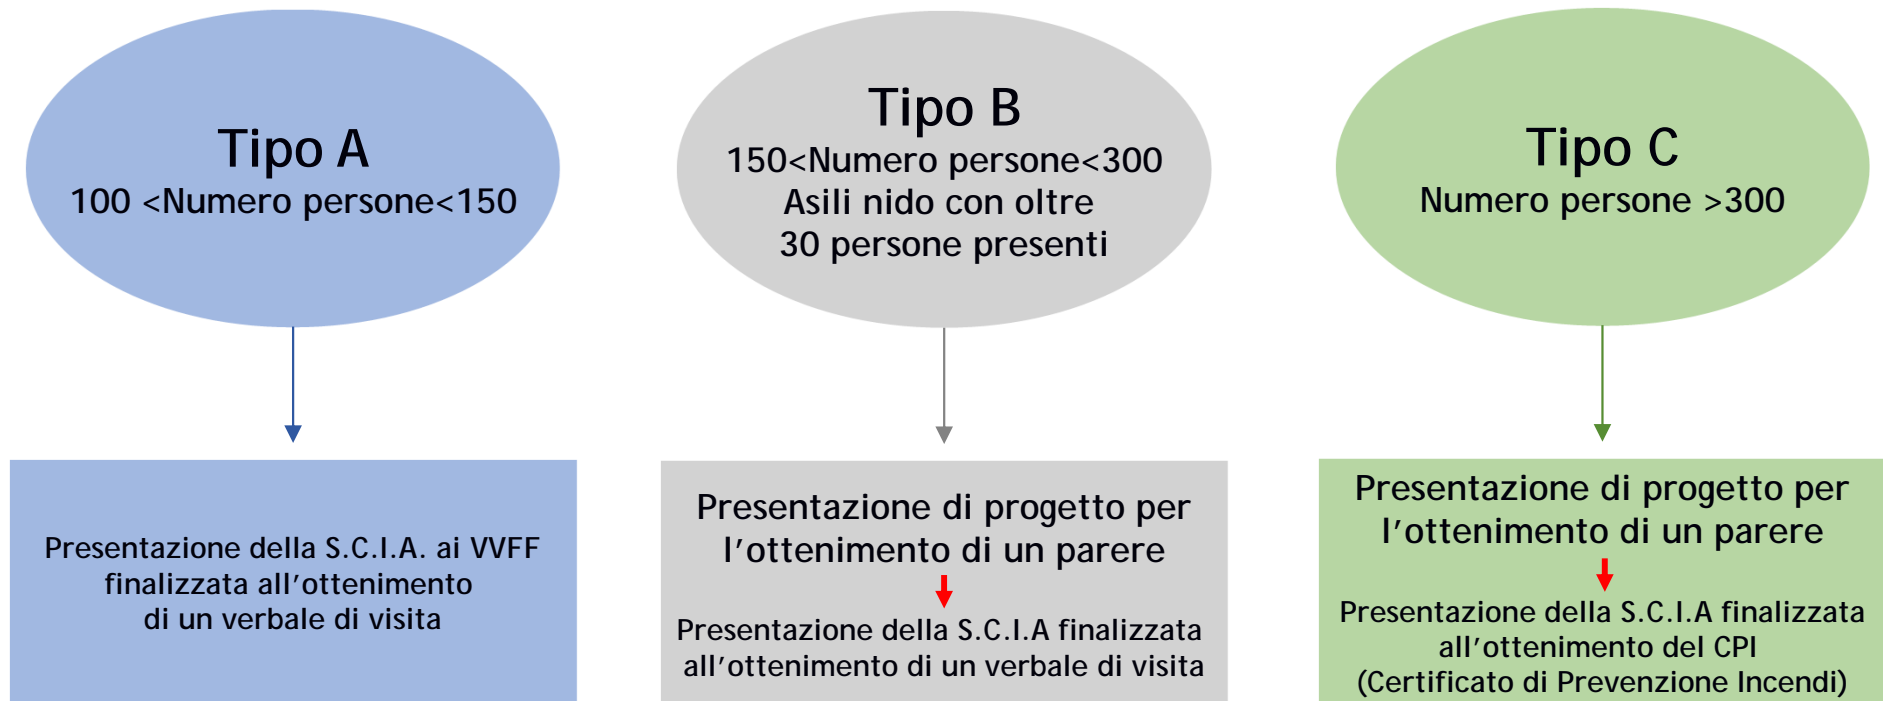 Tipo A
100 <Numero persone<150
Tipo B
150<Numero persone<300
Asili nido con oltre
30 persone presenti
Tipo C
Numero persone >300
Presentazione della S.C.I.A. ai VVFF
finalizzata all’ottenimento
di un verbale di visita
Presentazione di progetto per
l’ottenimento di un parere
Presentazione della S.C.I.A finalizzata
all’ottenimento di un verbale di visita
Presentazione di progetto per
l’ottenimento di un parere
Presentazione della S.C.I.A finalizzata
all’ottenimento del CPI
(Certificato di Prevenzione Incendi)